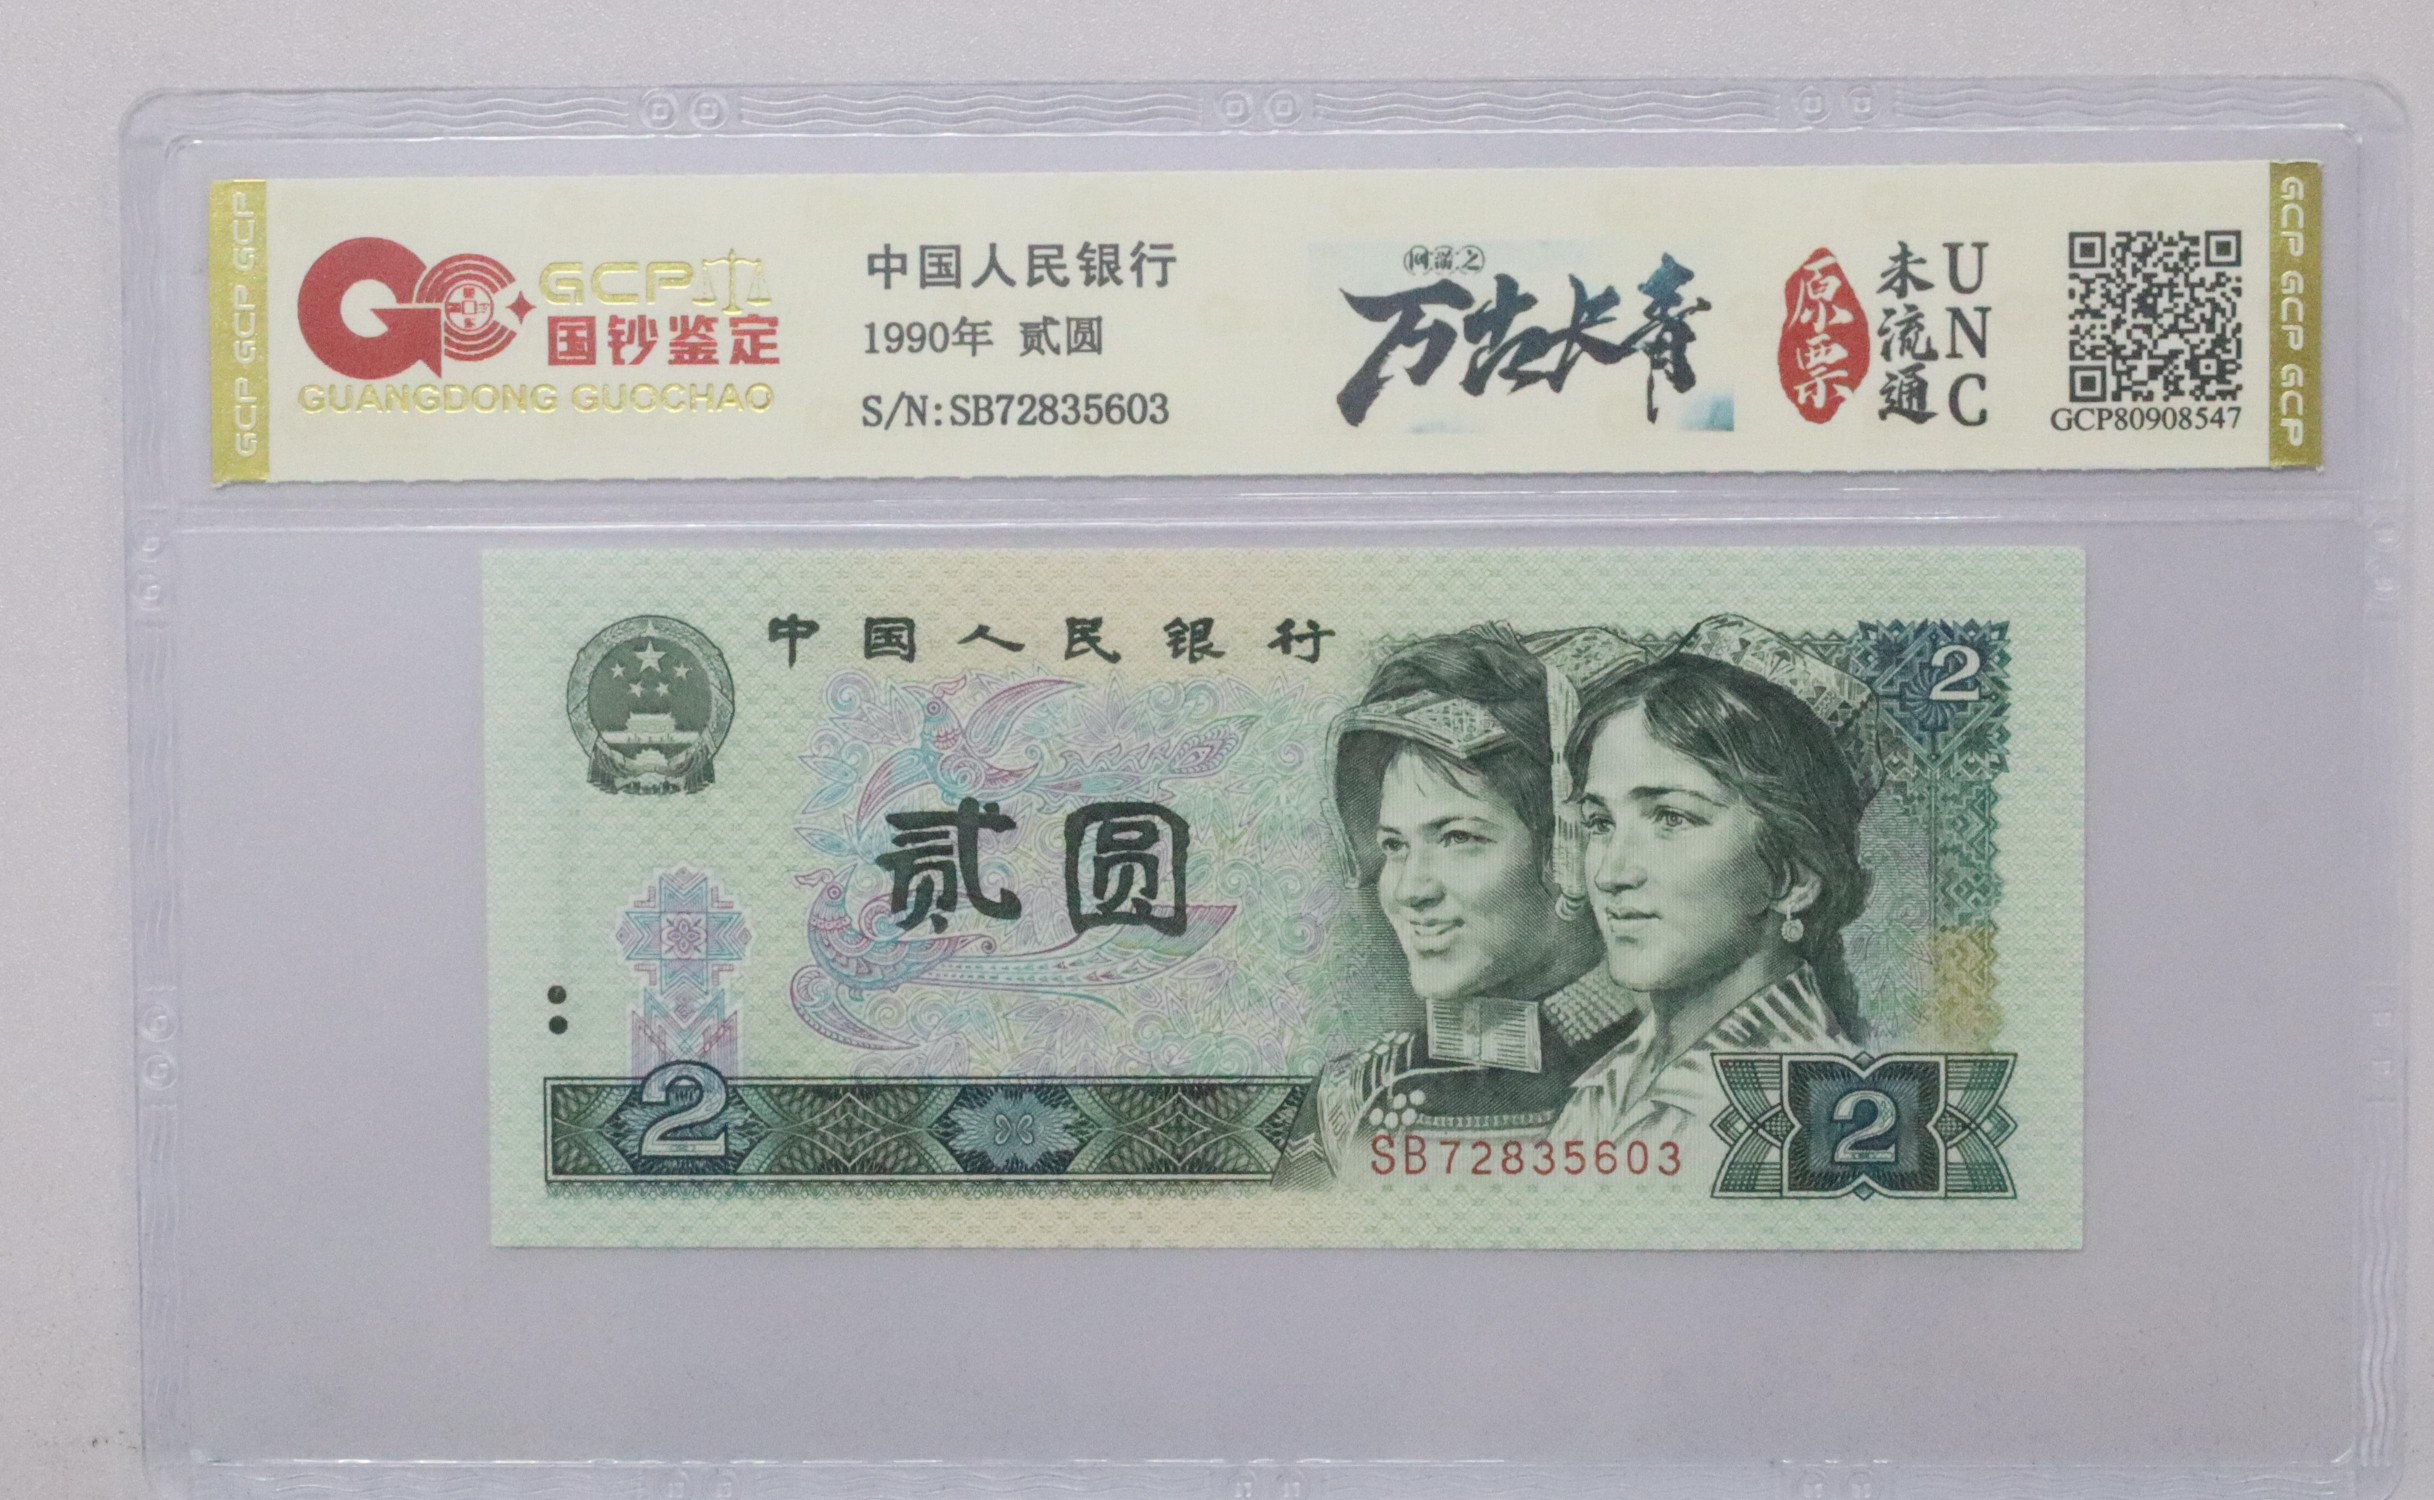 GCP GCP GCP
GCP
国钞鉴定
GUANGDONG GUOCHAO
中国人民银行
1990年 贰圆
S/N:SB72835603
万古长青
原票
未流通
UNC
GCP80908547
GCP GCP GCP
中国人民银行
2
贰圆
2
SB72835603
2